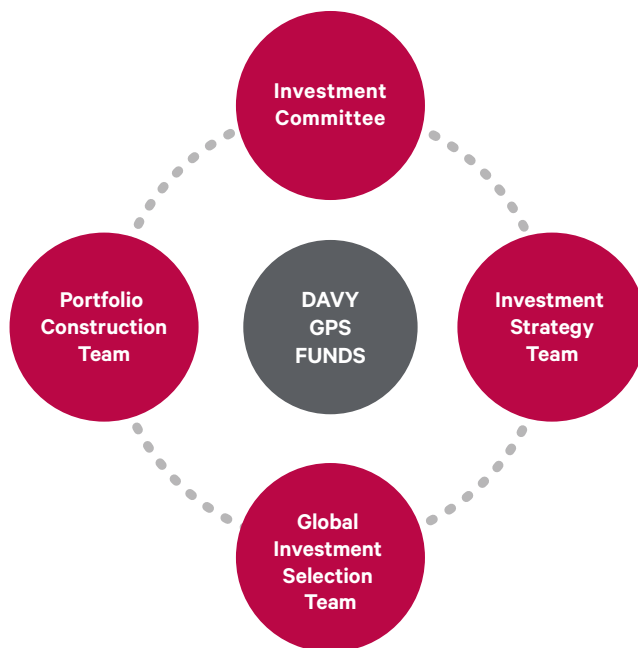 Investment
Committee
Portfolio
Construction
Team
DAVY
GPS
FUNDS
Investment
Strategy
Team
Global
Investment
Selection
Team